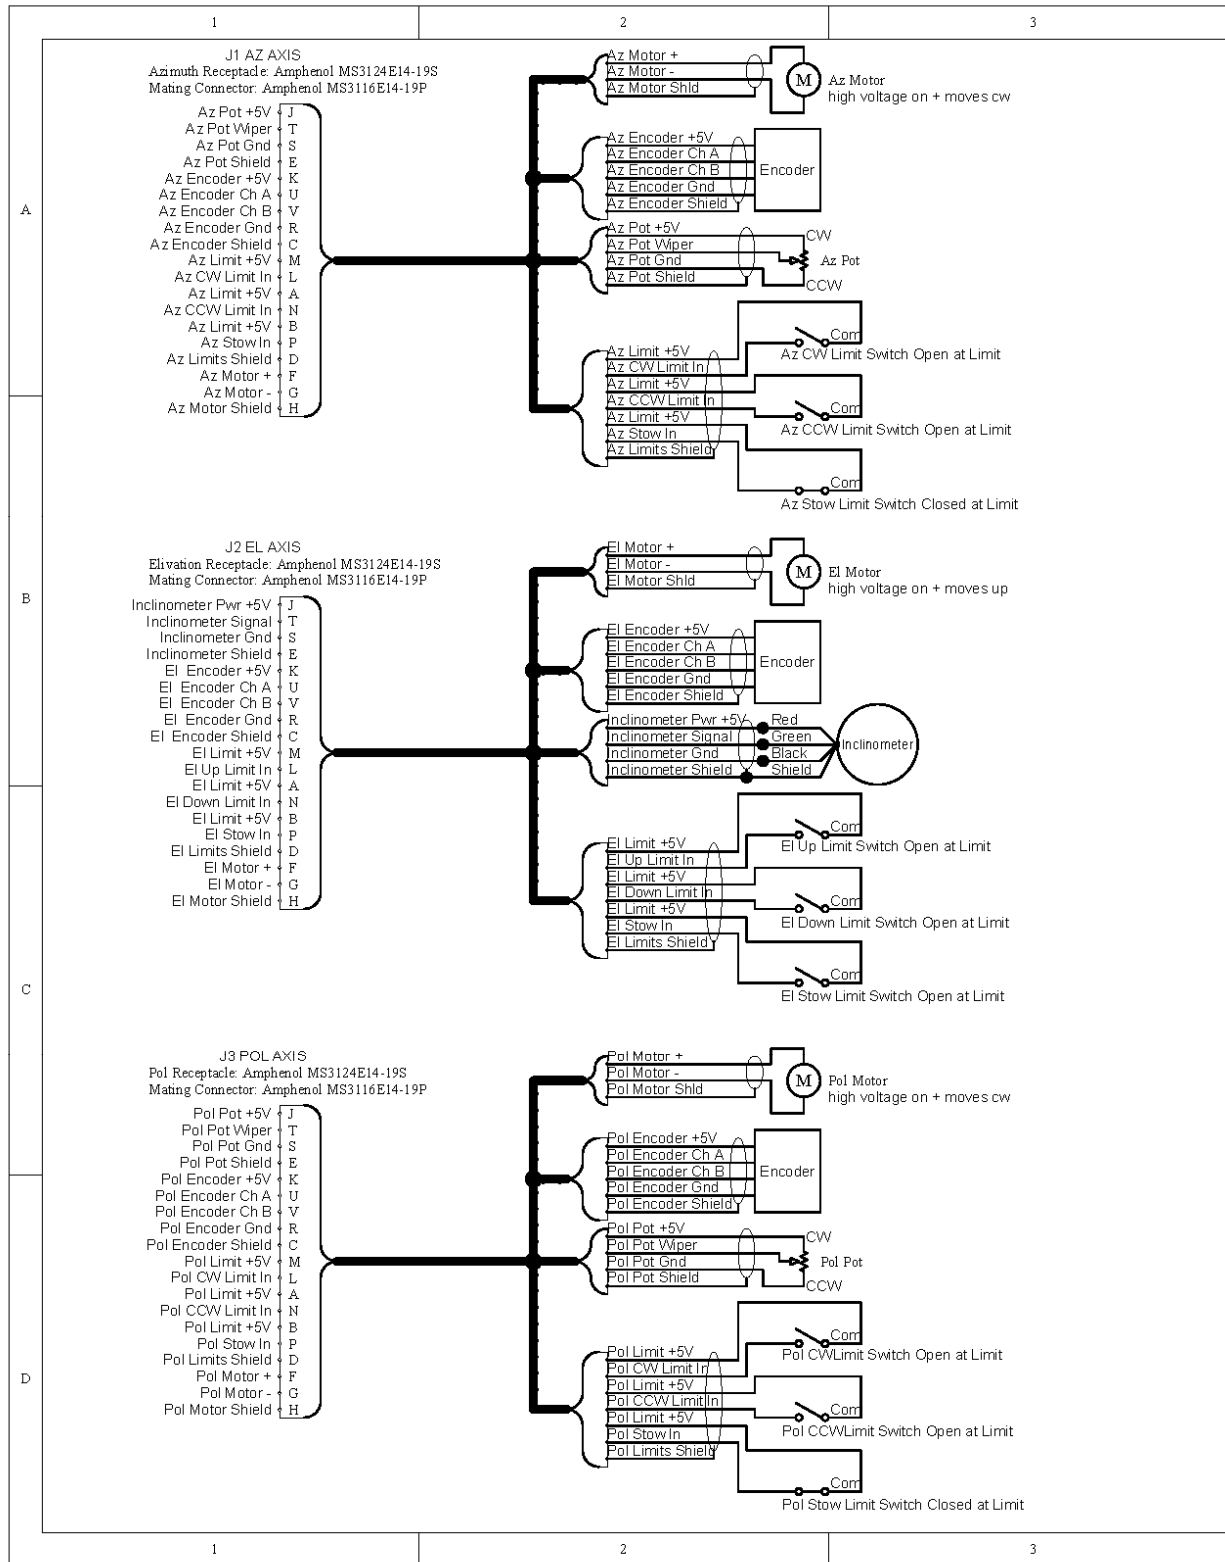 1 2 3
A
B
C
D
J1 AZ AXIS
Azimuth Receptacle: Amphenol MS3124E14-19S
Mating Connector: Amphenol MS3116E14-19P
Az Pot +5V J
Az Pot Wiper T
Az Pot Gnd S
Az Pot Shield E
Az Encoder +5V K
Az Encoder Ch A U
Az Encoder Ch B V
Az Encoder Gnd R
Az Encoder Shield C
Az Limit +5V M
Az CW Limit In L
Az Limit +5V A
Az CCW Limit In N
Az Limit +5V B
Az Stow In P
Az Limits Shield D
Az Motor + F
Az Motor - G
Az Motor Shield H
Az Motor +
Az Motor -
Az Motor Shld
M
Az Motor
high voltage on + moves cw
Az Encoder +5V
Az Encoder Ch A
Az Encoder Ch B
Az Encoder Gnd
Az Encoder Shield
Encoder
Az Pot +5V
Az Pot Wiper
Az Pot Gnd
Az Pot Shield
CW
Az Pot
CCW
Az Limit +5V
Az CW Limit In
Az Limit +5V
Az CCW Limit In
Az Limit +5V
Az Stow In
Az Limits Shield
Com
Az CW Limit Switch Open at Limit
Com
Az CCW Limit Switch Open at Limit
Com
Az Stow Limit Switch Closed at Limit
J2 EL AXIS
Elivation Receptacle: Amphenol MS3124E14-19S
Mating Connector: Amphenol MS3116E14-19P
Inclinometer Pwr +5V J
Inclinometer Signal T
Inclinometer Gnd S
Inclinometer Shield E
El Encoder +5V K
El Encoder Ch A U
El Encoder Ch B V
El Encoder Gnd R
El Encoder Shield C
El Limit +5V M
El Up Limit In L
El Limit +5V A
El Down Limit In N
El Limit +5V B
El Stow In P
El Limits Shield D
El Motor + F
El Motor - G
El Motor Shield H
El Motor +
El Motor -
El Motor Shld
M
El Motor
high voltage on + moves up
El Encoder +5V
El Encoder Ch A
El Encoder Ch B
El Encoder Gnd
El Encoder Shield
Encoder
Inclinometer Pwr +5V Red
Inclinometer Signal Green
Inclinometer Gnd Black
Inclinometer Shield Shield
Inclinometer
El Limit +5V
El Up Limit In
El Limit +5V
El Down Limit In
El Limit +5V
El Stow In
El Limits Shield
Com
El Up Limit Switch Open at Limit
Com
El Down Limit Switch Open at Limit
Com
El Stow Limit Switch Open at Limit
J3 POL AXIS
Pol Receptacle: Amphenol MS3124E14-19S
Mating Connector: Amphenol MS3116E14-19P
Pol Pot +5V J
Pol Pot Wiper T
Pol Pot Gnd S
Pol Pot Shield E
Pol Encoder +5V K
Pol Encoder Ch A U
Pol Encoder Ch B V
Pol Encoder Gnd R
Pol Encoder Shield C
Pol Limit +5V M
Pol CW Limit In L
Pol Limit +5V A
Pol CCW Limit In N
Pol Limit +5V B
Pol Stow In P
Pol Limits Shield D
Pol Motor + F
Pol Motor - G
Pol Motor Shield H
Pol Motor +
Pol Motor -
Pol Motor Shld
M
Pol Motor
high voltage on + moves cw
Pol Encoder +5V
Pol Encoder Ch A
Pol Encoder Ch B
Pol Encoder Gnd
Pol Encoder Shield
Encoder
Pol Pot +5V
Pol Pot Wiper
Pol Pot Gnd
Pol Pot Shield
CW
Pol Pot
CCW
Pol Limit +5V
Pol CW Limit In
Pol Limit +5V
Pol CCW Limit In
Pol Limit +5V
Pol Stow In
Pol Limits Shield
Com
Pol CWLimit Switch Open at Limit
Com
Pol CCWLimit Switch Open at Limit
Com
Pol Stow Limit Switch Closed at Limit
1 2 3